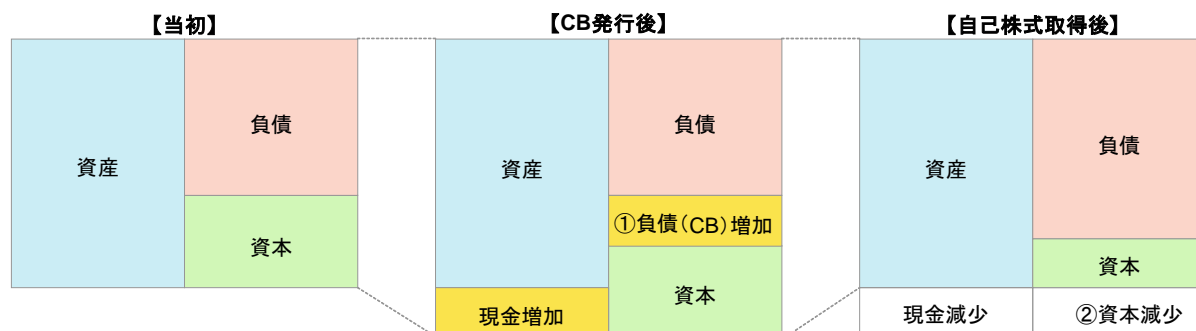 【当初】
資産
負債
資本
【CB発行後】
資産
負債
①負債(CB)増加
資本
現金増加
【自己株式取得後】
資産
負債
資本
現金減少
②資本減少